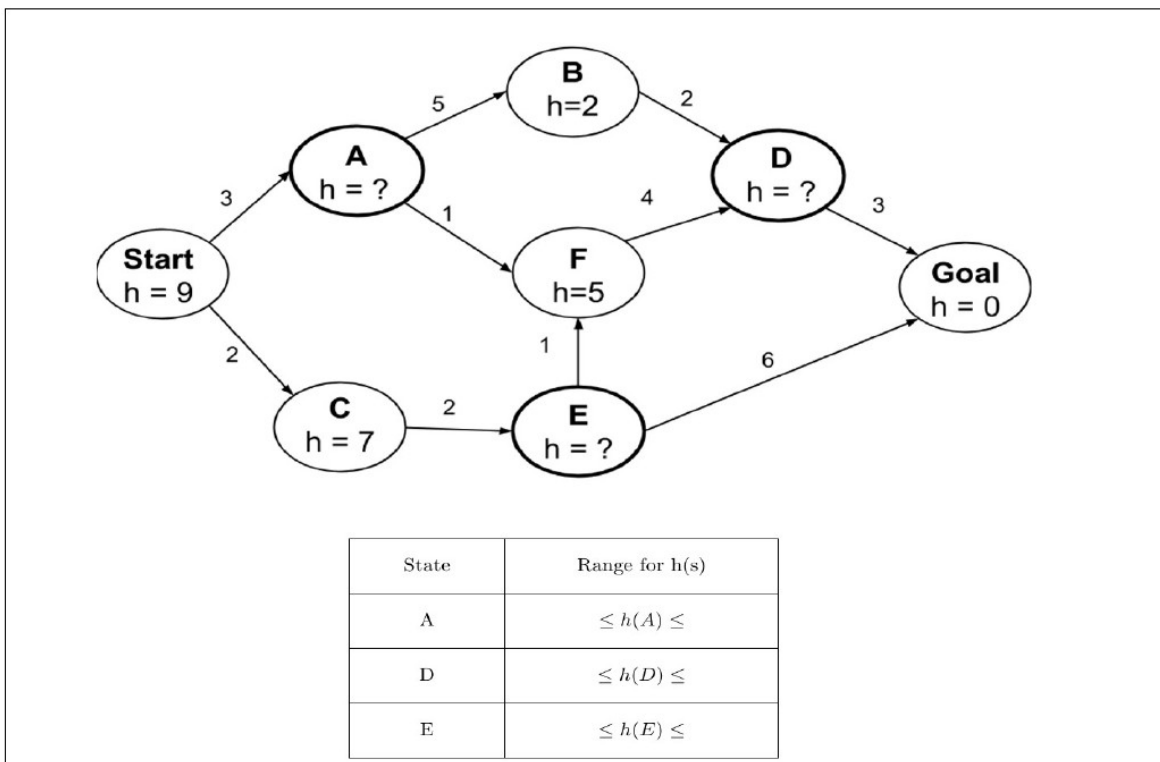 B
h=2
5
2
A
h = ?
D
h = ?
3
1
4
3
Start
h = 9
F
h=5
Goal
h = 0
2
1
6
C
h = 7
2
E
h = ?
State
Range for h(s)
A
≤ h(A) ≤
D
≤ h(D) ≤
E
≤ h(E) ≤